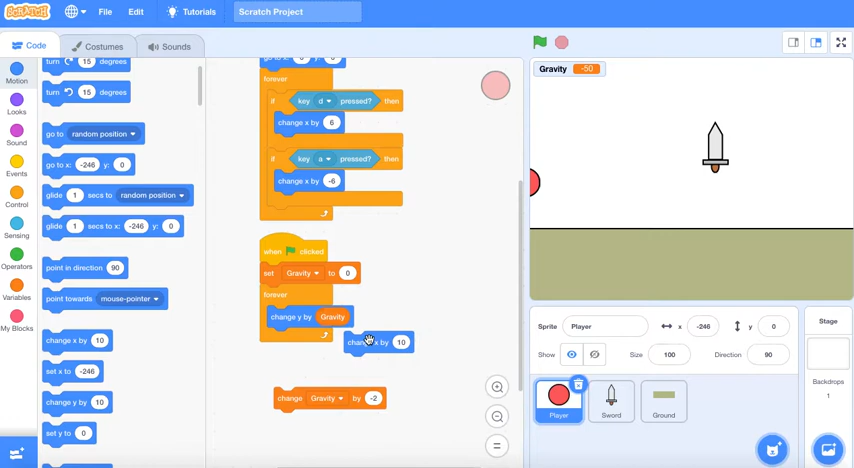 SCRATCH File Edit Tutorials Scratch Project
Code Costumes Sounds
Motion
Looks
Sound
Events
Control
Sensing
Operators
Variables
My Blocks
turn 15 degrees
turn 15 degrees
go to random position
go to x: -246 y: 0
glide 1 secs to random position
glide 1 secs to x: -246 y: 0
point in direction 90
point towards mouse-pointer
change x by 10
set x to -246
change y by 10
set y to 0
forever
if key d pressed? then
change x by 6
if key a pressed? then
change x by -6
when clicked
set Gravity to 0
forever
change y by Gravity
change x by 10
change Gravity by -2
Gravity -50
Sprite Player x -246 y 0
Show Size 100 Direction 90
Player
Sword
Ground
Stage
Backdrops
1